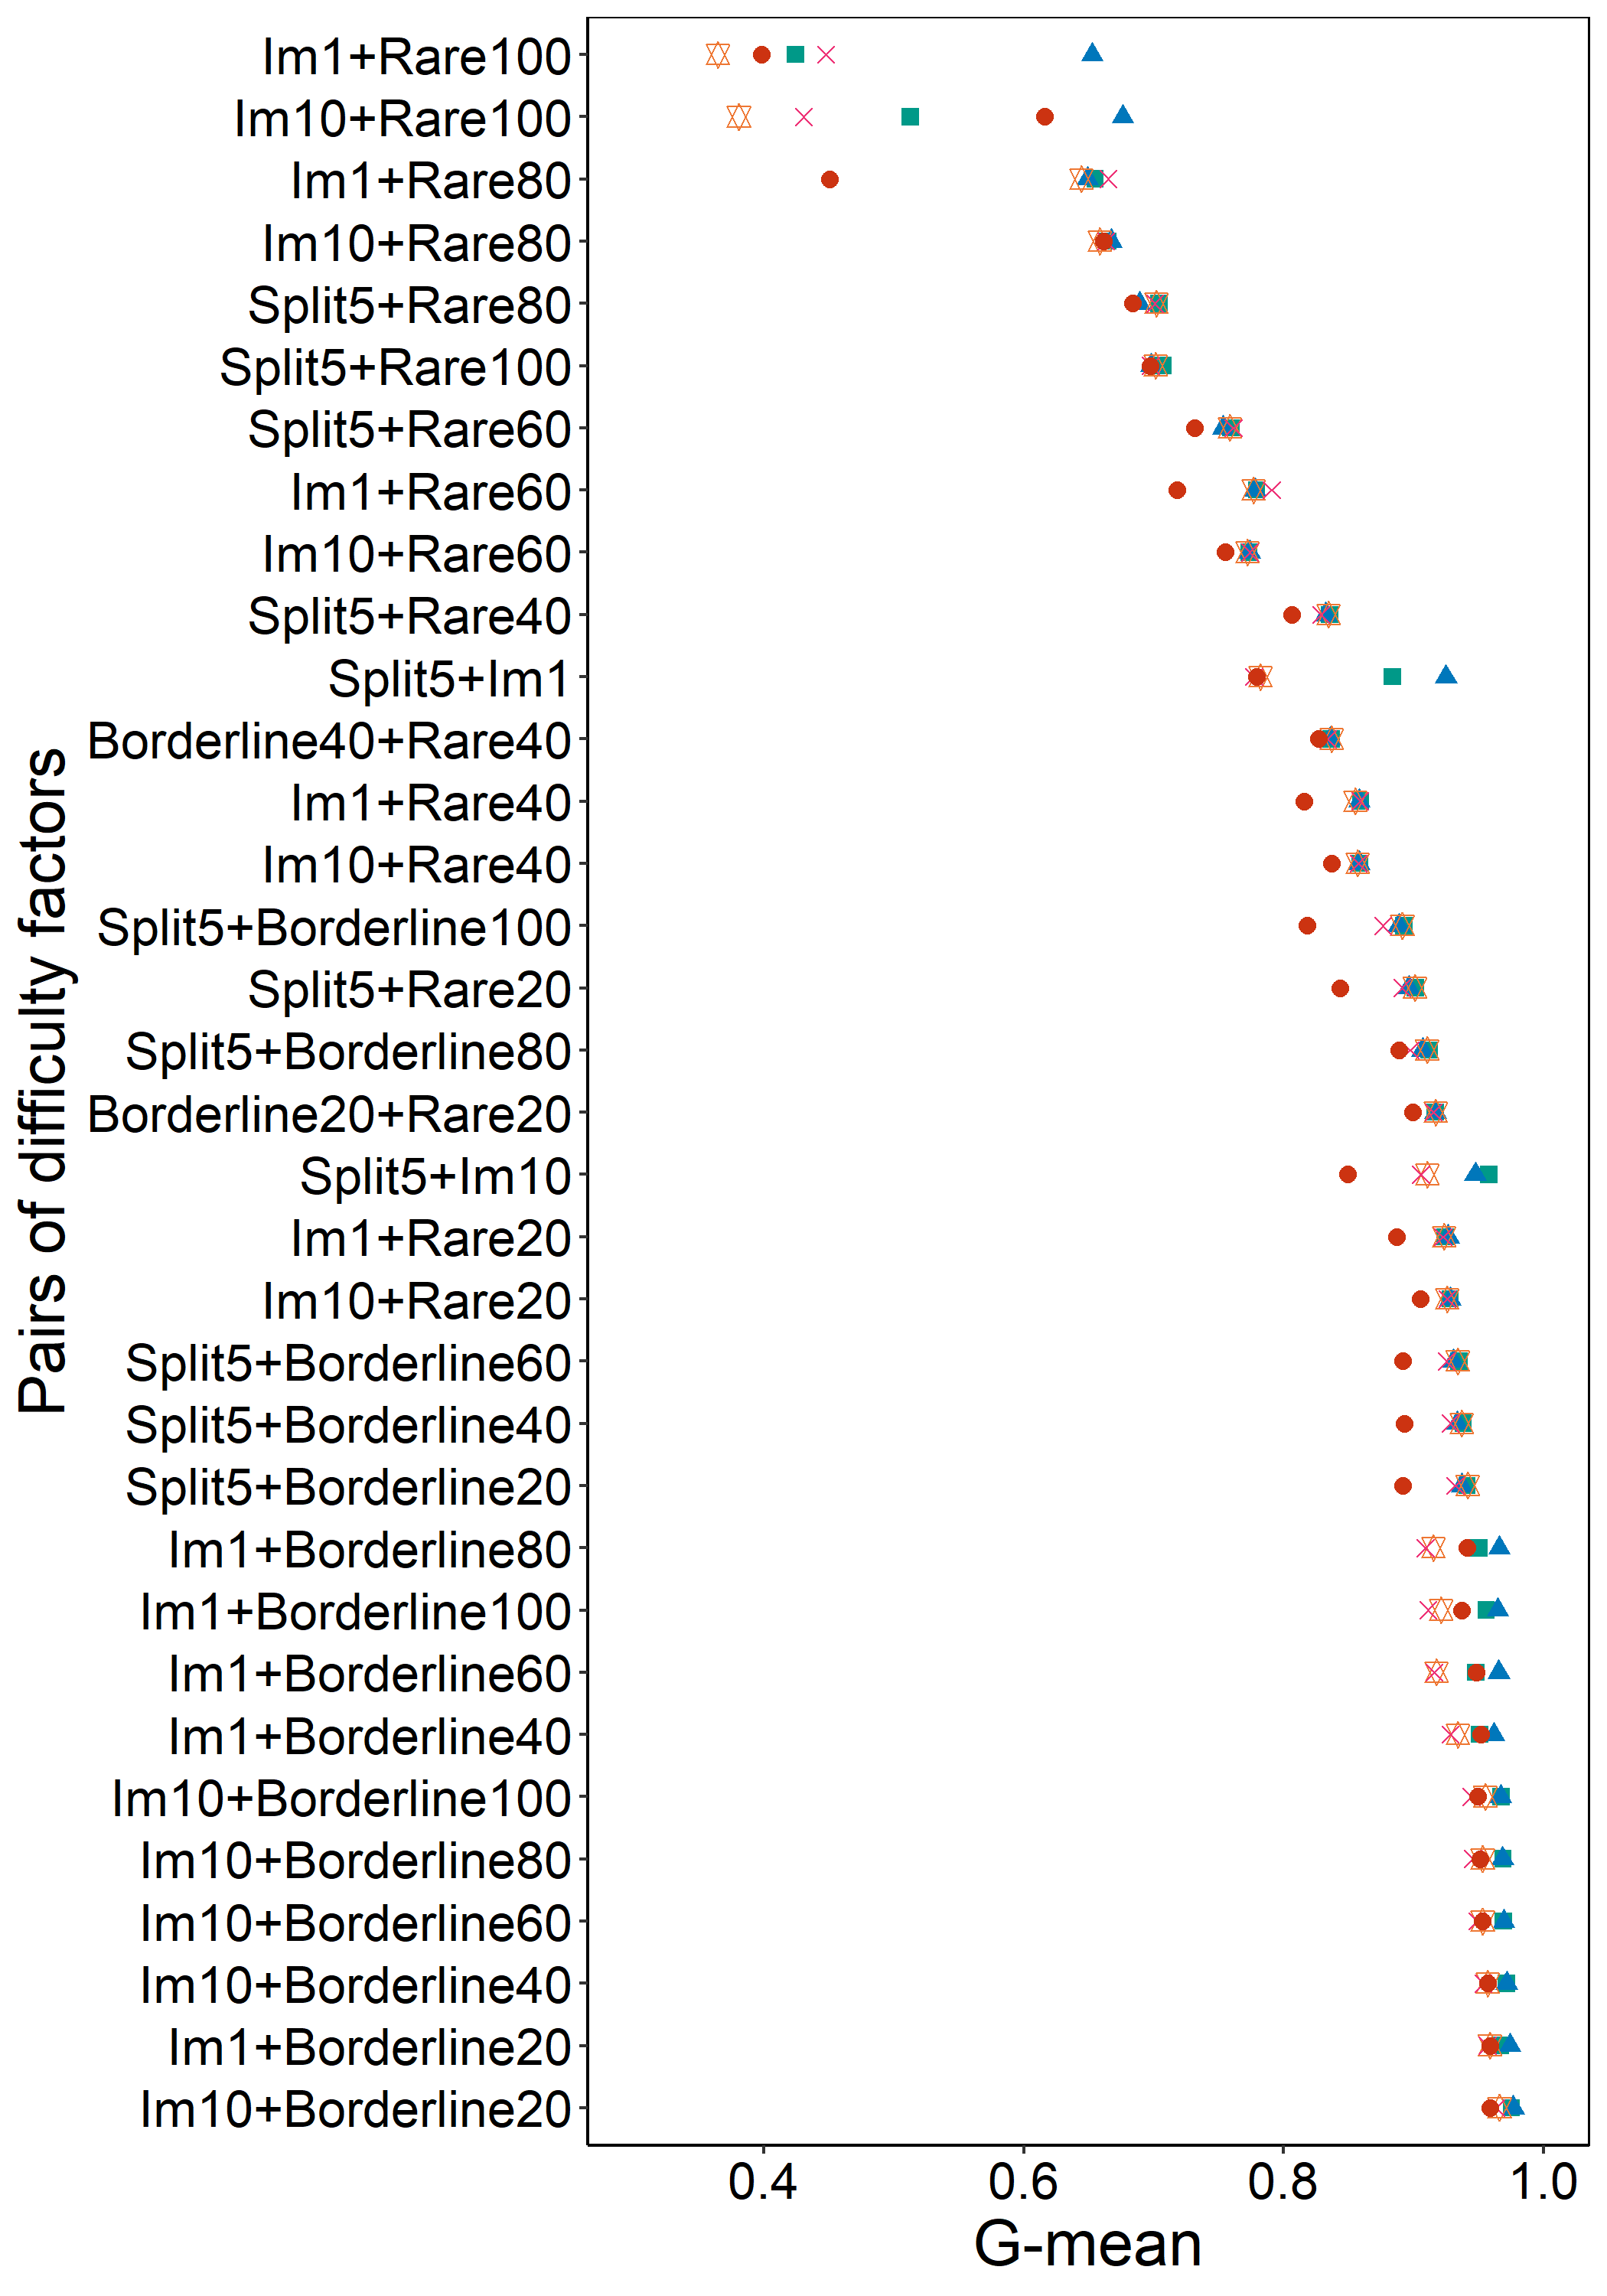 Pairs of difficulty factors
Im1+Rare100
Im10+Rare100
Im1+Rare80
Im10+Rare80
Split5+Rare80
Split5+Rare100
Split5+Rare60
Im1+Rare60
Im10+Rare60
Split5+Rare40
Split5+Im1
Borderline40+Rare40
Im1+Rare40
Im10+Rare40
Split5+Borderline100
Split5+Rare20
Split5+Borderline80
Borderline20+Rare20
Split5+Im10
Im1+Rare20
Im10+Rare20
Split5+Borderline60
Split5+Borderline40
Split5+Borderline20
Im1+Borderline80
Im1+Borderline100
Im1+Borderline60
Im1+Borderline40
Im10+Borderline100
Im10+Borderline80
Im10+Borderline60
Im10+Borderline40
Im1+Borderline20
Im10+Borderline20
0.4 0.6 0.8 1.0
G-mean